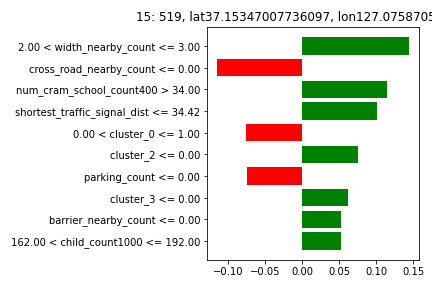 15: 519, lat37.15347007736097, lon127.0758705
2.00 < width_nearby_count <= 3.00
cross_road_nearby_count <= 0.00
num_cram_school_count400 > 34.00
shortest_traffic_signal_dist <= 34.42
0.00 < cluster_0 <= 1.00
cluster_2 <= 0.00
parking_count <= 0.00
cluster_3 <= 0.00
barrier_nearby_count <= 0.00
162.00 < child_count1000 <= 192.00
−0.10 −0.05 0.00 0.05 0.10 0.15